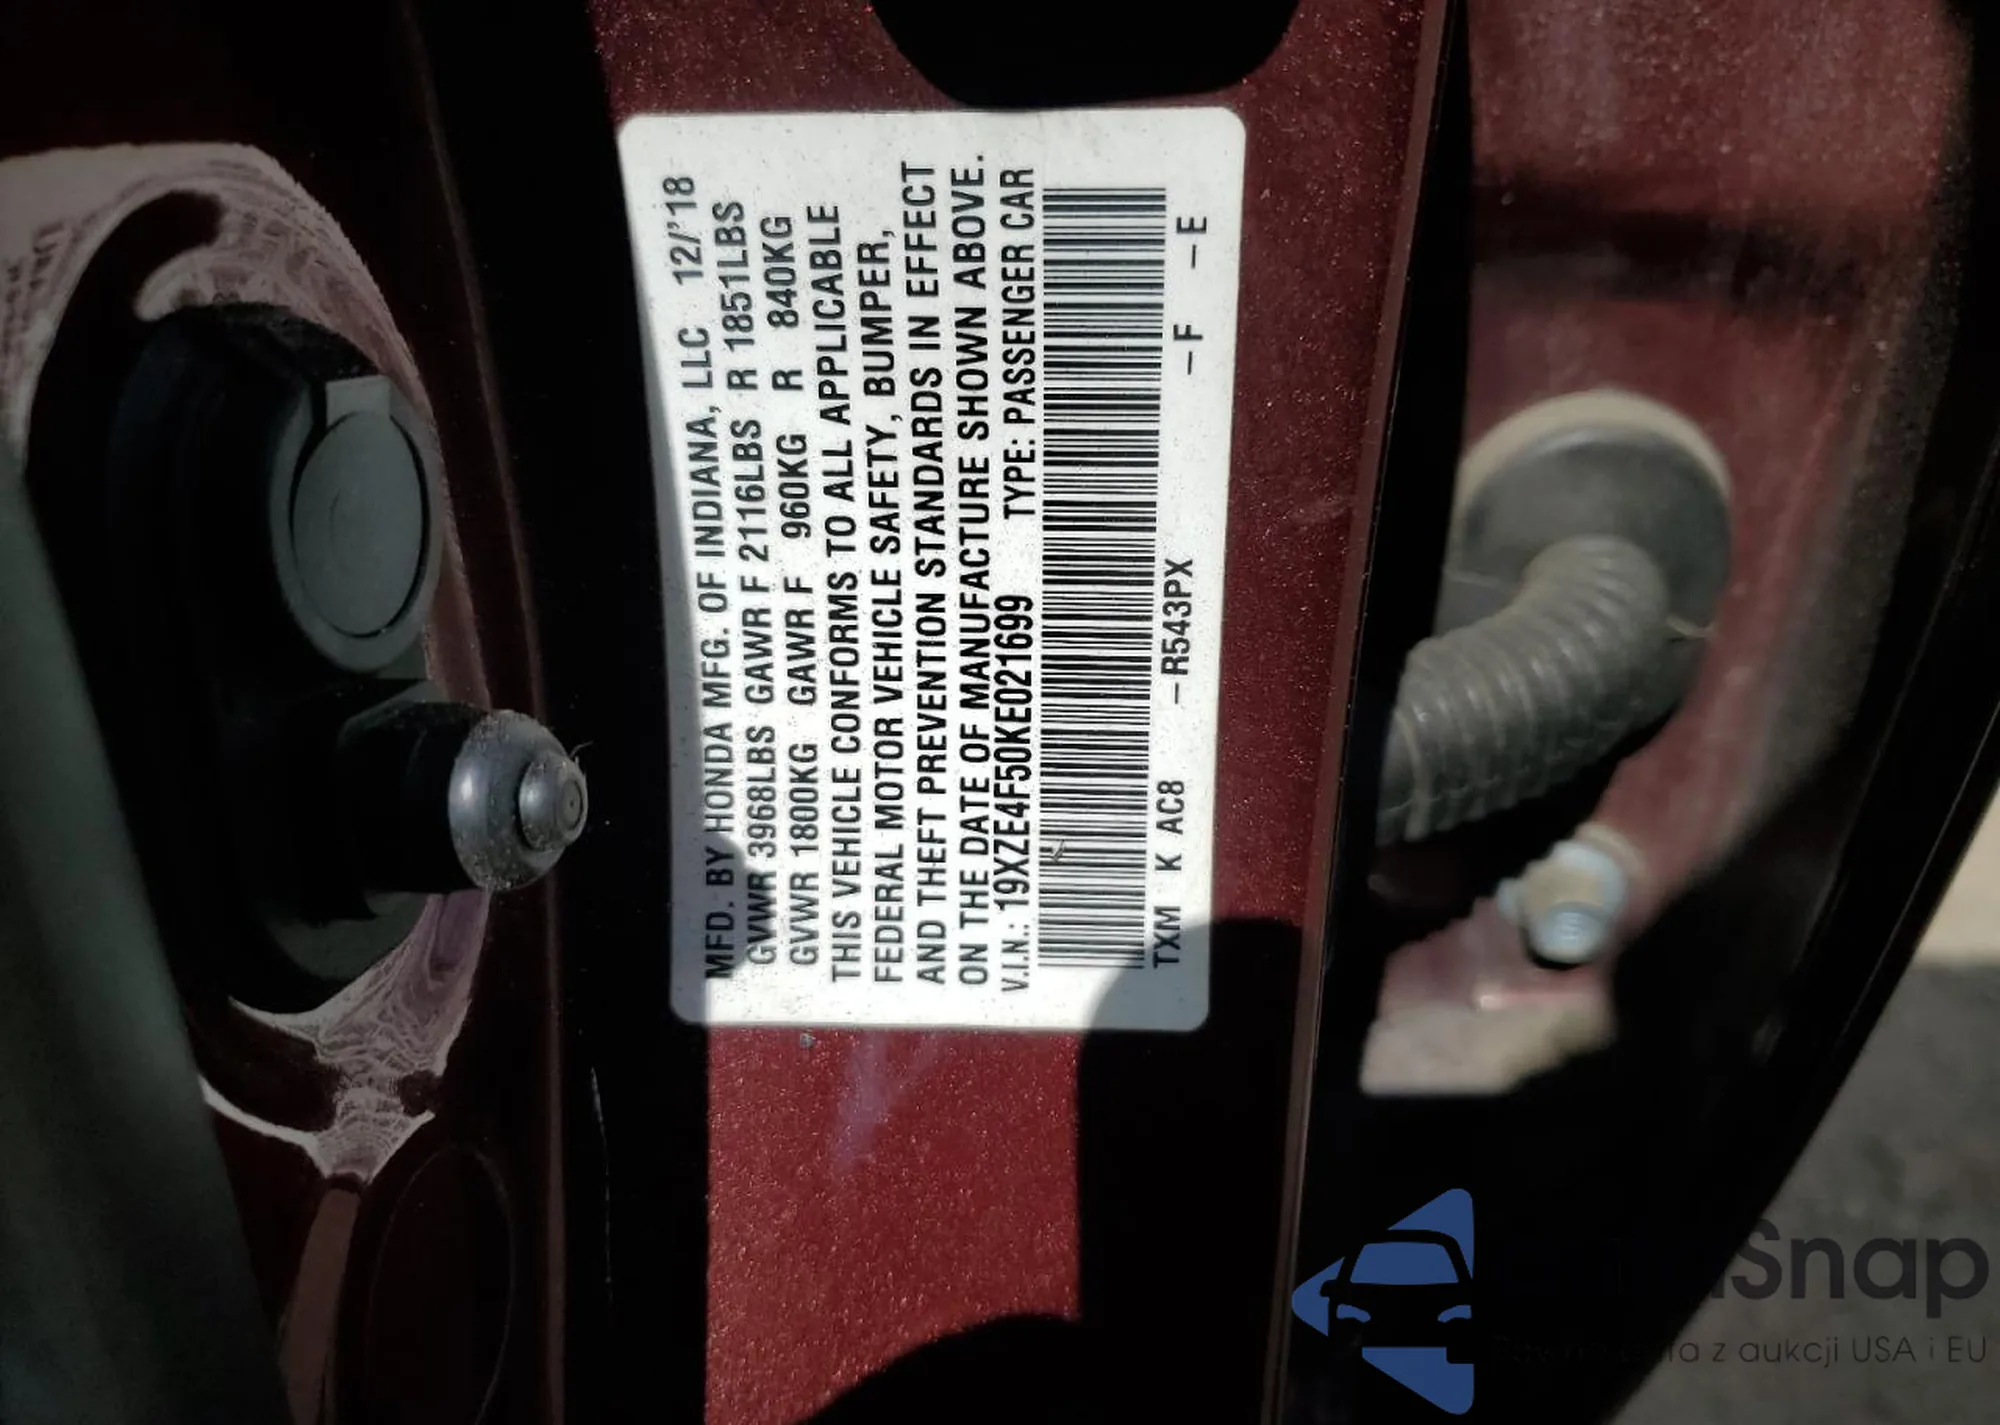 MFD. BY HONDA MFG. OF INDIANA, LLC 12/'18
GVWR 3968LBS GAWR F 2116LBS R 1851LBS
GVWR 1800KG GAWR F 960KG R 840KG
THIS VEHICLE CONFORMS TO ALL APPLICABLE
FEDERAL MOTOR VEHICLE SAFETY, BUMPER,
AND THEFT PREVENTION STANDARDS IN EFFECT
ON THE DATE OF MANUFACTURE SHOWN ABOVE.
V.I.N.: 19XZE4F50KE021699 TYPE: PASSENGER CAR
TXM K AC8 –R543PX –F –E
Snap
z aukcji USA i EU